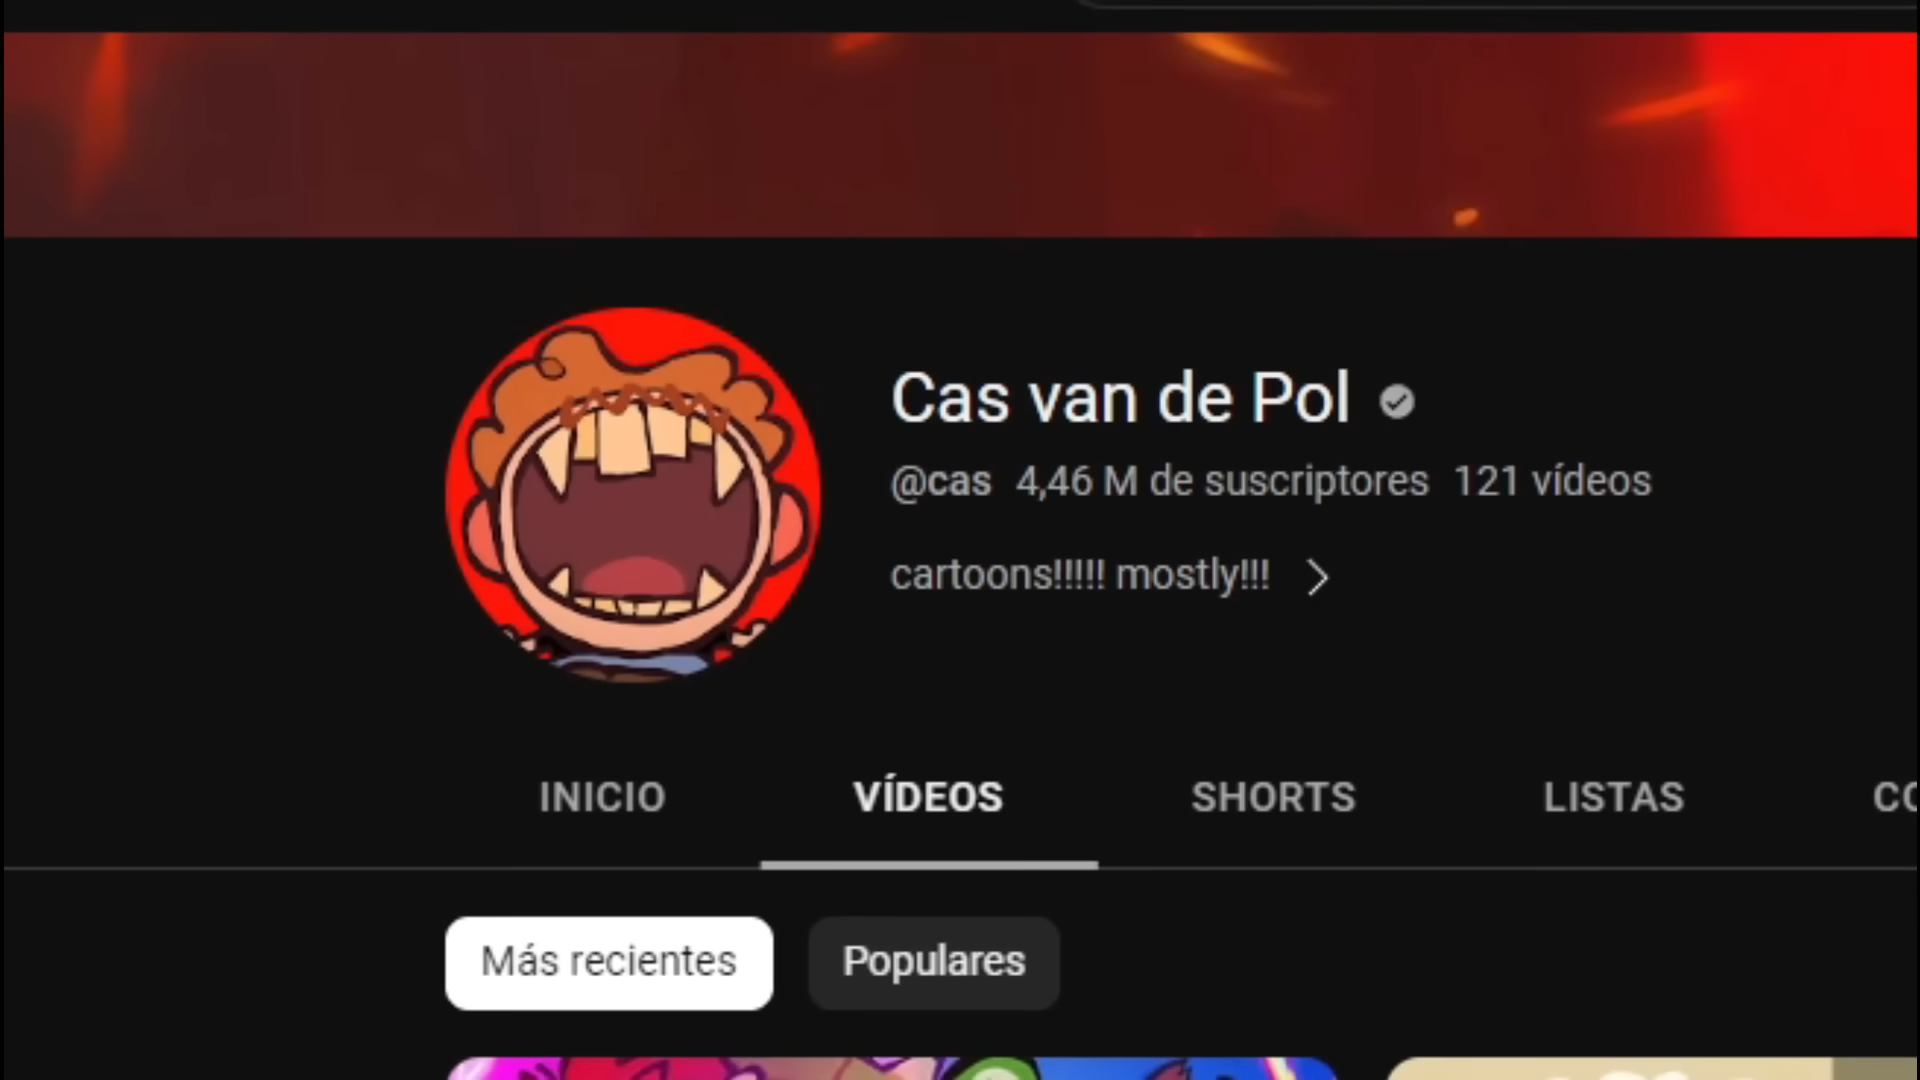 Cas van de Pol
@cas 4,46 M de suscriptores 121 vídeos
cartoons!!!!! mostly!!!
INICIO VÍDEOS SHORTS LISTAS
Más recientes Populares